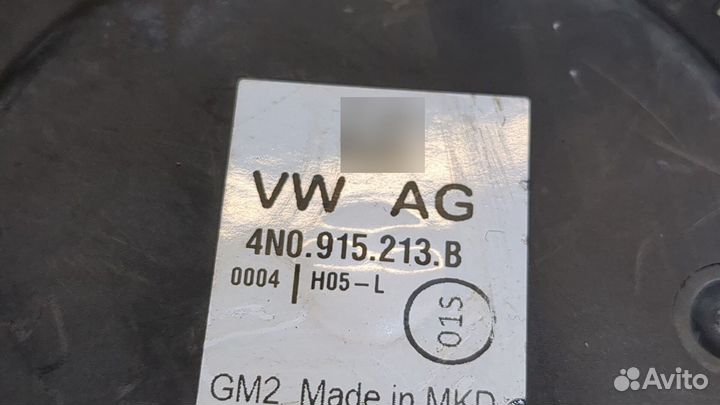 VW AG
4N0.915.213.B
0004 | H05-L
01S
GM2 Made in MKD
Avito